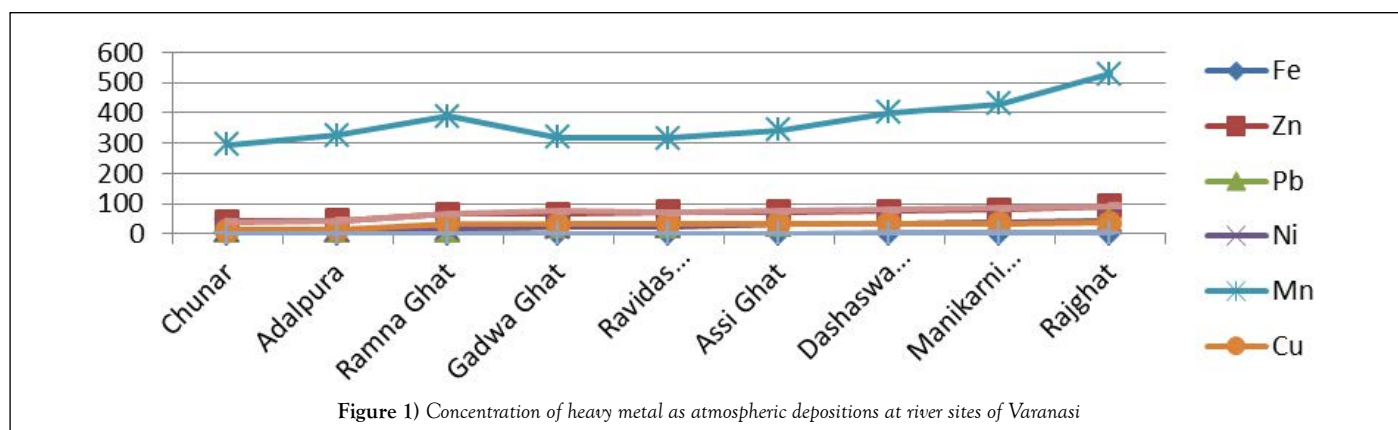 600
500
400
300
200
100
0
Chunar
Adalpura
Ramna Ghat
Gadwa Ghat
Ravidas...
Assi Ghat
Dashaswa...
Manikarni...
Rajghat
Fe
Zn
Pb
Ni
Mn
Cu
Figure 1) Concentration of heavy metal as atmospheric depositions at river sites of Varanasi